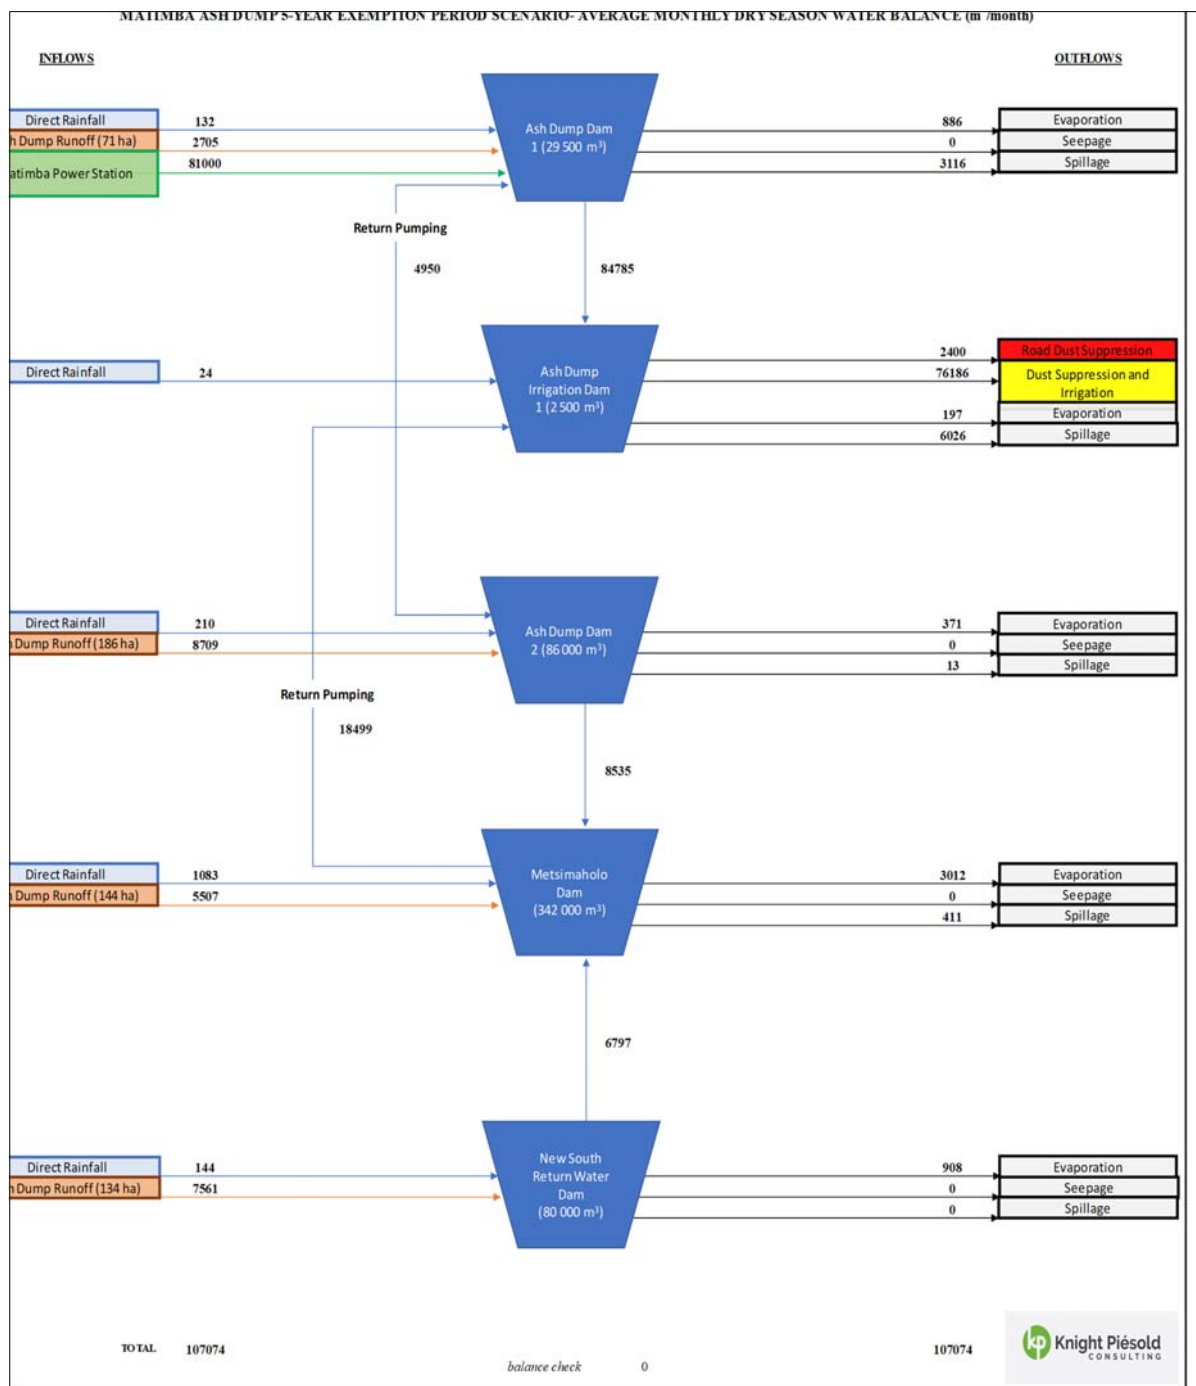 MATIMBA ASH DUMP 5-YEAR EXEMPTION PERIOD SCENARIO- AVERAGE MONTHLY DRY SEASON WATER BALANCE (m /month)
INFLOWS
OUTFLOWS
Direct Rainfall 132
h Dump Runoff (71 ha) 2705
atimba Power Station 81000
Ash Dump Dam
1 (29 500 m³)
886 Evaporation
0 Seepage
3116 Spillage
Return Pumping
4950
84785
Direct Rainfall 24
Ash Dump
Irrigation Dam
1 (2 500 m³)
2400 Road Dust Suppression
76186 Dust Suppression and
Irrigation
197 Evaporation
6026 Spillage
Direct Rainfall 210
Dump Runoff (186 ha) 8709
Ash Dump Dam
2 (86 000 m³)
371 Evaporation
0 Seepage
13 Spillage
Return Pumping
18499
8535
Direct Rainfall 1083
Dump Runoff (144 ha) 5507
Metsimaholo
Dam
(342 000 m³)
3012 Evaporation
0 Seepage
411 Spillage
6797
Direct Rainfall 144
Dump Runoff (134 ha) 7561
New South
Return Water
Dam
(80 000 m³)
908 Evaporation
0 Seepage
0 Spillage
TOTAL 107074
107074
balance check 0
kp Knight Piésold
CONSULTING